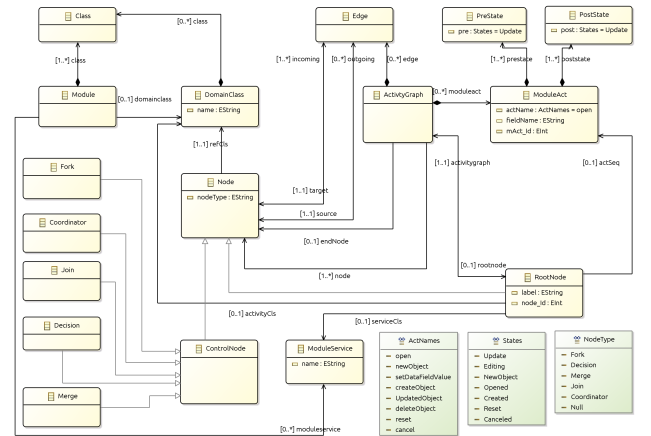 Class
[0..*] class
Edge
PreState
pre : States = Update
PostState
post : States = Update
[1..*] class
[1..*] incoming
[0..*] outgoing
[0..*] edge
[1..*] prestate
[1..*] poststate
Module
[0..1] domainclass
DomainClass
name : EString
ActivtyGraph
[0..*] moduleact
ModuleAct
actName : ActNames = open
fieldName : EString
mAct_Id : EInt
[1..1] refCls
[1..1] activitygraph
[0..1] actSeq
Fork
Node
nodeType : EString
[1..1] target
[1..1] source
Coordinator
[0..1] endNode
Join
[1..*] node
[0..1] rootnode
RootNode
label : EString
node_Id : EInt
[0..1] activityCls
[0..1] serviceCls
Decision
ControlNode
ModuleService
name : EString
Merge
[0..*] moduleservice
ActNames
open
newObject
setDataFieldValue
createObject
UpdatedObject
deleteObject
reset
cancel
States
Update
Editing
NewObject
Opened
Created
Reset
Canceled
NodeType
Fork
Decision
Merge
Join
Coordinator
Null